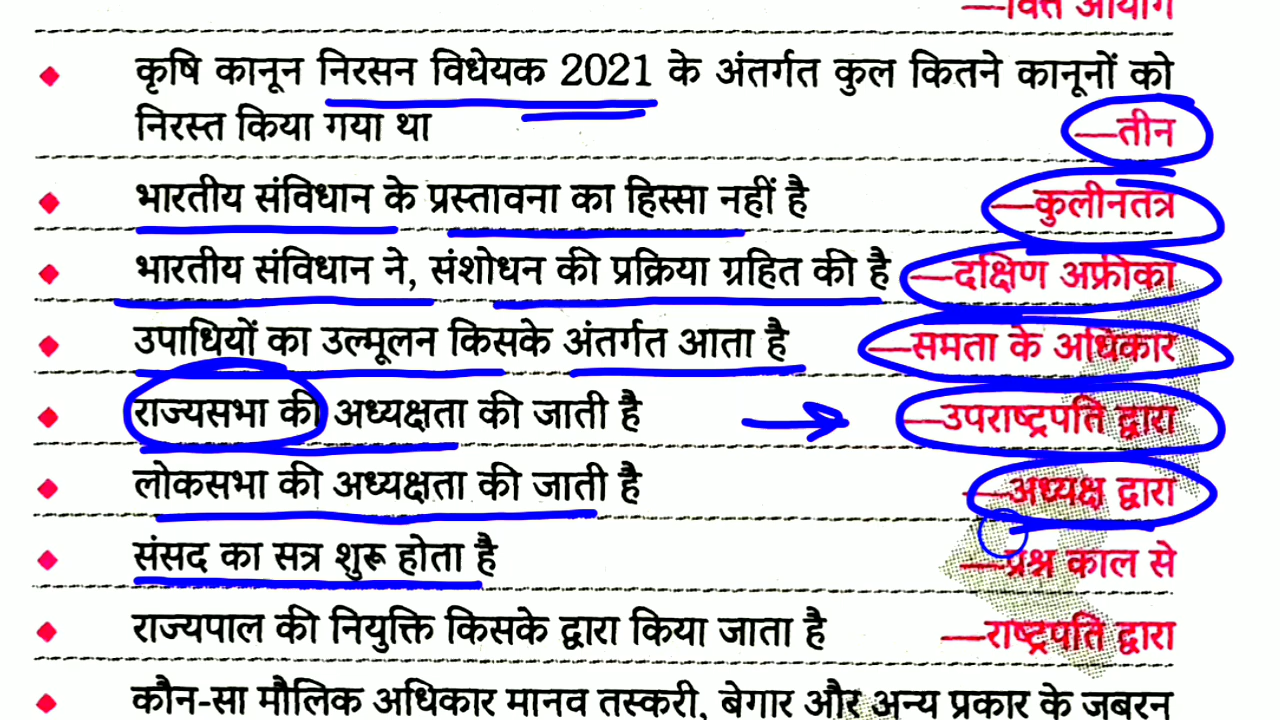 —वित्त आयोग
कृषि कानून निरसन विधेयक 2021 के अंतर्गत कुल कितने कानूनों को
निरस्त किया गया था —तीन
भारतीय संविधान के प्रस्तावना का हिस्सा नहीं है —कुलीनतंत्र
भारतीय संविधान ने, संशोधन की प्रक्रिया ग्रहित की है —दक्षिण अफ्रीका
उपाधियों का उल्मूलन किसके अंतर्गत आता है —समता के अधिकार
राज्यसभा की अध्यक्षता की जाती है —उपराष्ट्रपति द्वारा
लोकसभा की अध्यक्षता की जाती है —अध्यक्ष द्वारा
संसद का सत्र शुरू होता है —प्रश्न काल से
राज्यपाल की नियुक्ति किसके द्वारा किया जाता है —राष्ट्रपति द्वारा
कौन-सा मौलिक अधिकार मानव तस्करी, बेगार और अन्य प्रकार के जबरन